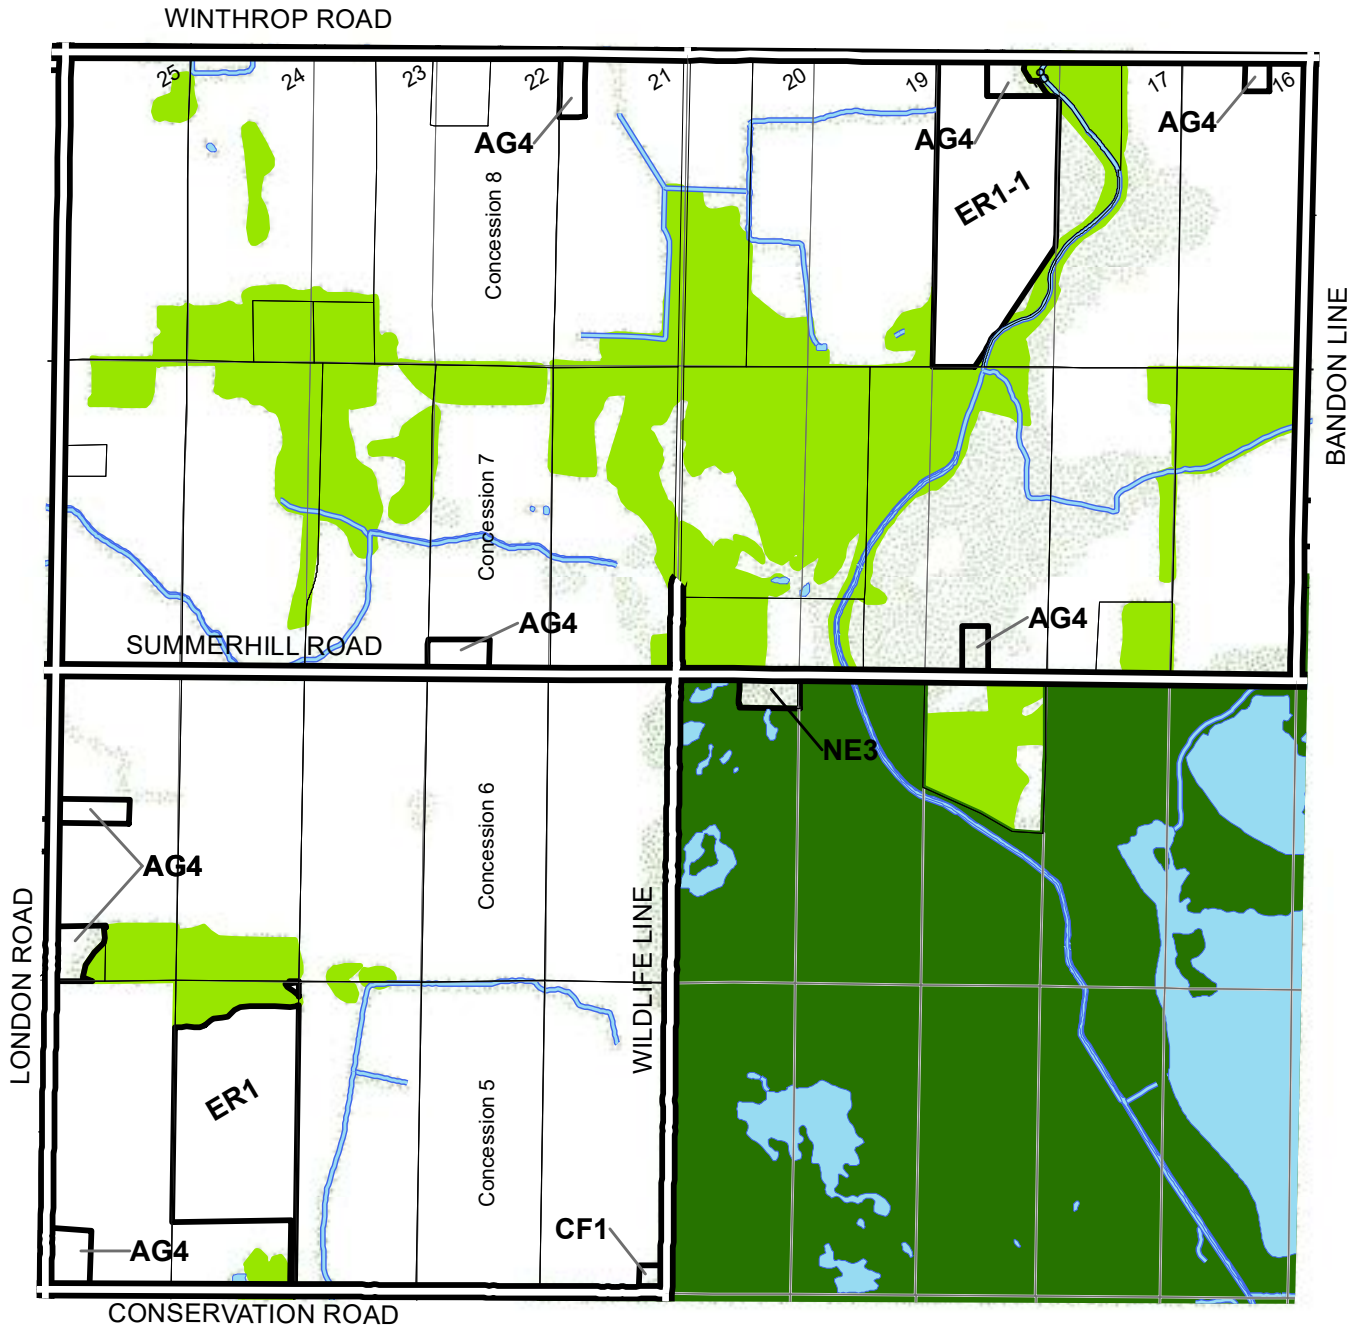 WINTHROP ROAD
25
24
23
22
21
20
19
17
16
AG4
AG4
AG4
ER1-1
Concession 8
BANDON LINE
Concession 7
AG4
AG4
SUMMERHILL ROAD
NE3
Concession 6
AG4
LONDON ROAD
WILDLIFE LINE
ER1
Concession 5
CF1
AG4
CONSERVATION ROAD